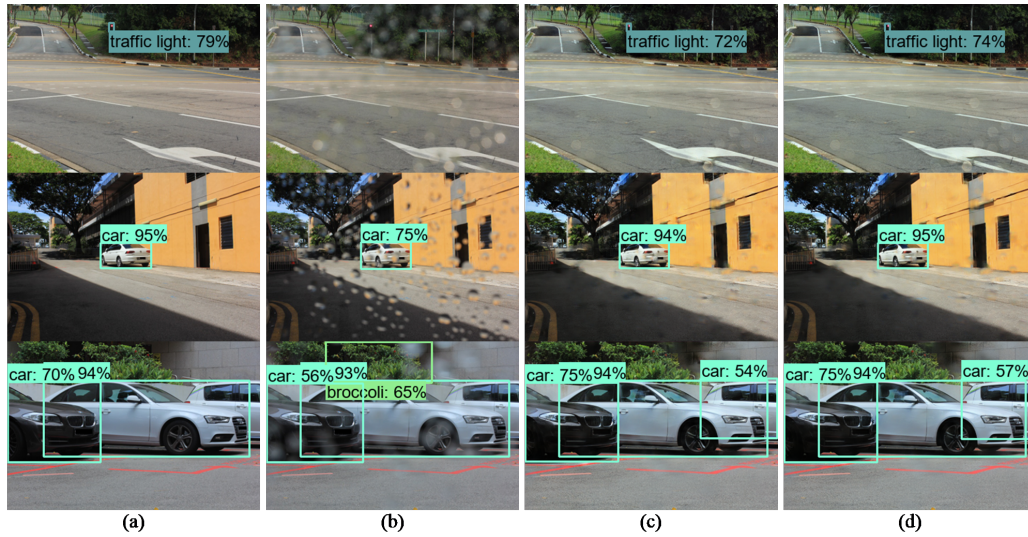 traffic light: 79%
traffic light: 72%
traffic light: 74%
car: 95%
car: 75%
car: 94%
car: 95%
car: 70% 94%
car: 56% 93%
broccoli: 65%
car: 75% 94%
car: 54%
car: 75% 94%
car: 57%
(a)
(b)
(c)
(d)